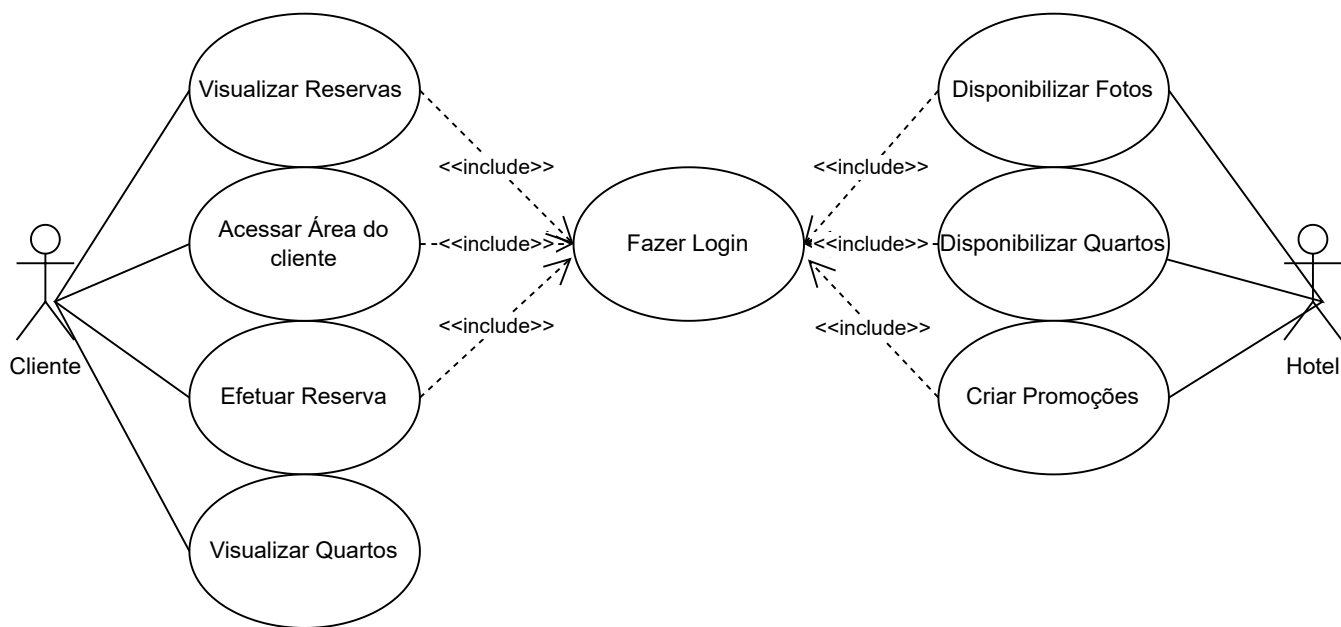 Visualizar Reservas
Disponibilizar Fotos
<<include>>
<<include>>
Acessar Área do
cliente
<<include>>
Fazer Login
<<include>>
Disponibilizar Quartos
<<include>>
<<include>>
Cliente
Hotel
Efetuar Reserva
Criar Promoções
Visualizar Quartos